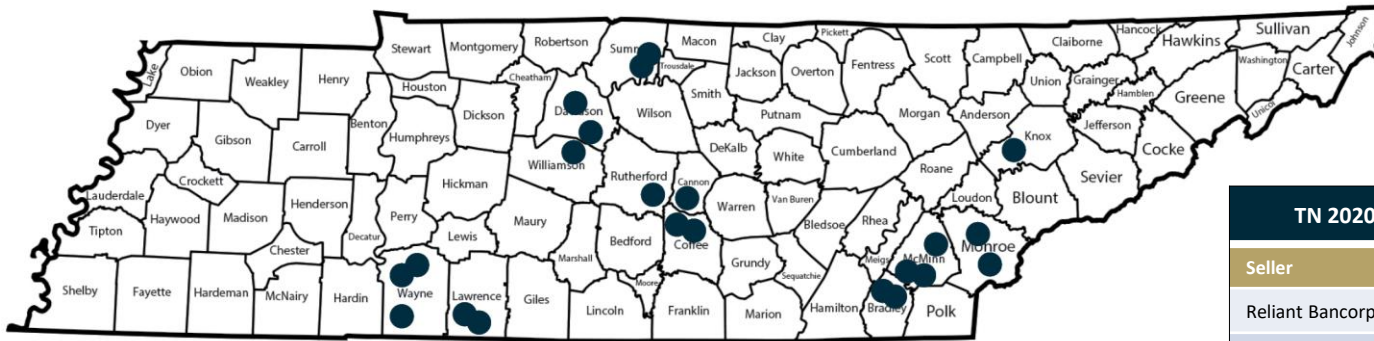 Stewart
Montgomery
Robertson
Macon
Clay
Pickett
Scott
Campbell
Claiborne
Hancock
Hawkins
Sullivan
Johnson
Lake
Obion
Weakley
Henry
Houston
Cheatham
Trousdale
Jackson
Overton
Fentress
Union
Grainger
Hamblen
Washington
Carter
Greene
Dyer
Gibson
Carroll
Benton
Humphreys
Dickson
Wilson
Smith
Putnam
Morgan
Anderson
Knox
Jefferson
Cocke
Lauderdale
Crockett
Hickman
Williamson
Rutherford
Cannon
DeKalb
White
Cumberland
Roane
Loudon
Blount
Sevier
Tipton
Haywood
Madison
Henderson
Decatur
Perry
Lewis
Maury
Bedford
Coffee
Warren
Van Buren
Bledsoe
Rhea
Meigs
McMinn
Monroe
Chester
Marshall
Moore
Grundy
Sequatchie
Shelby
Fayette
Hardeman
McNairy
Hardin
Wayne
Lawrence
Giles
Lincoln
Franklin
Marion
Hamilton
Bradley
Polk
TN 2020
Seller
Reliant Bancorp